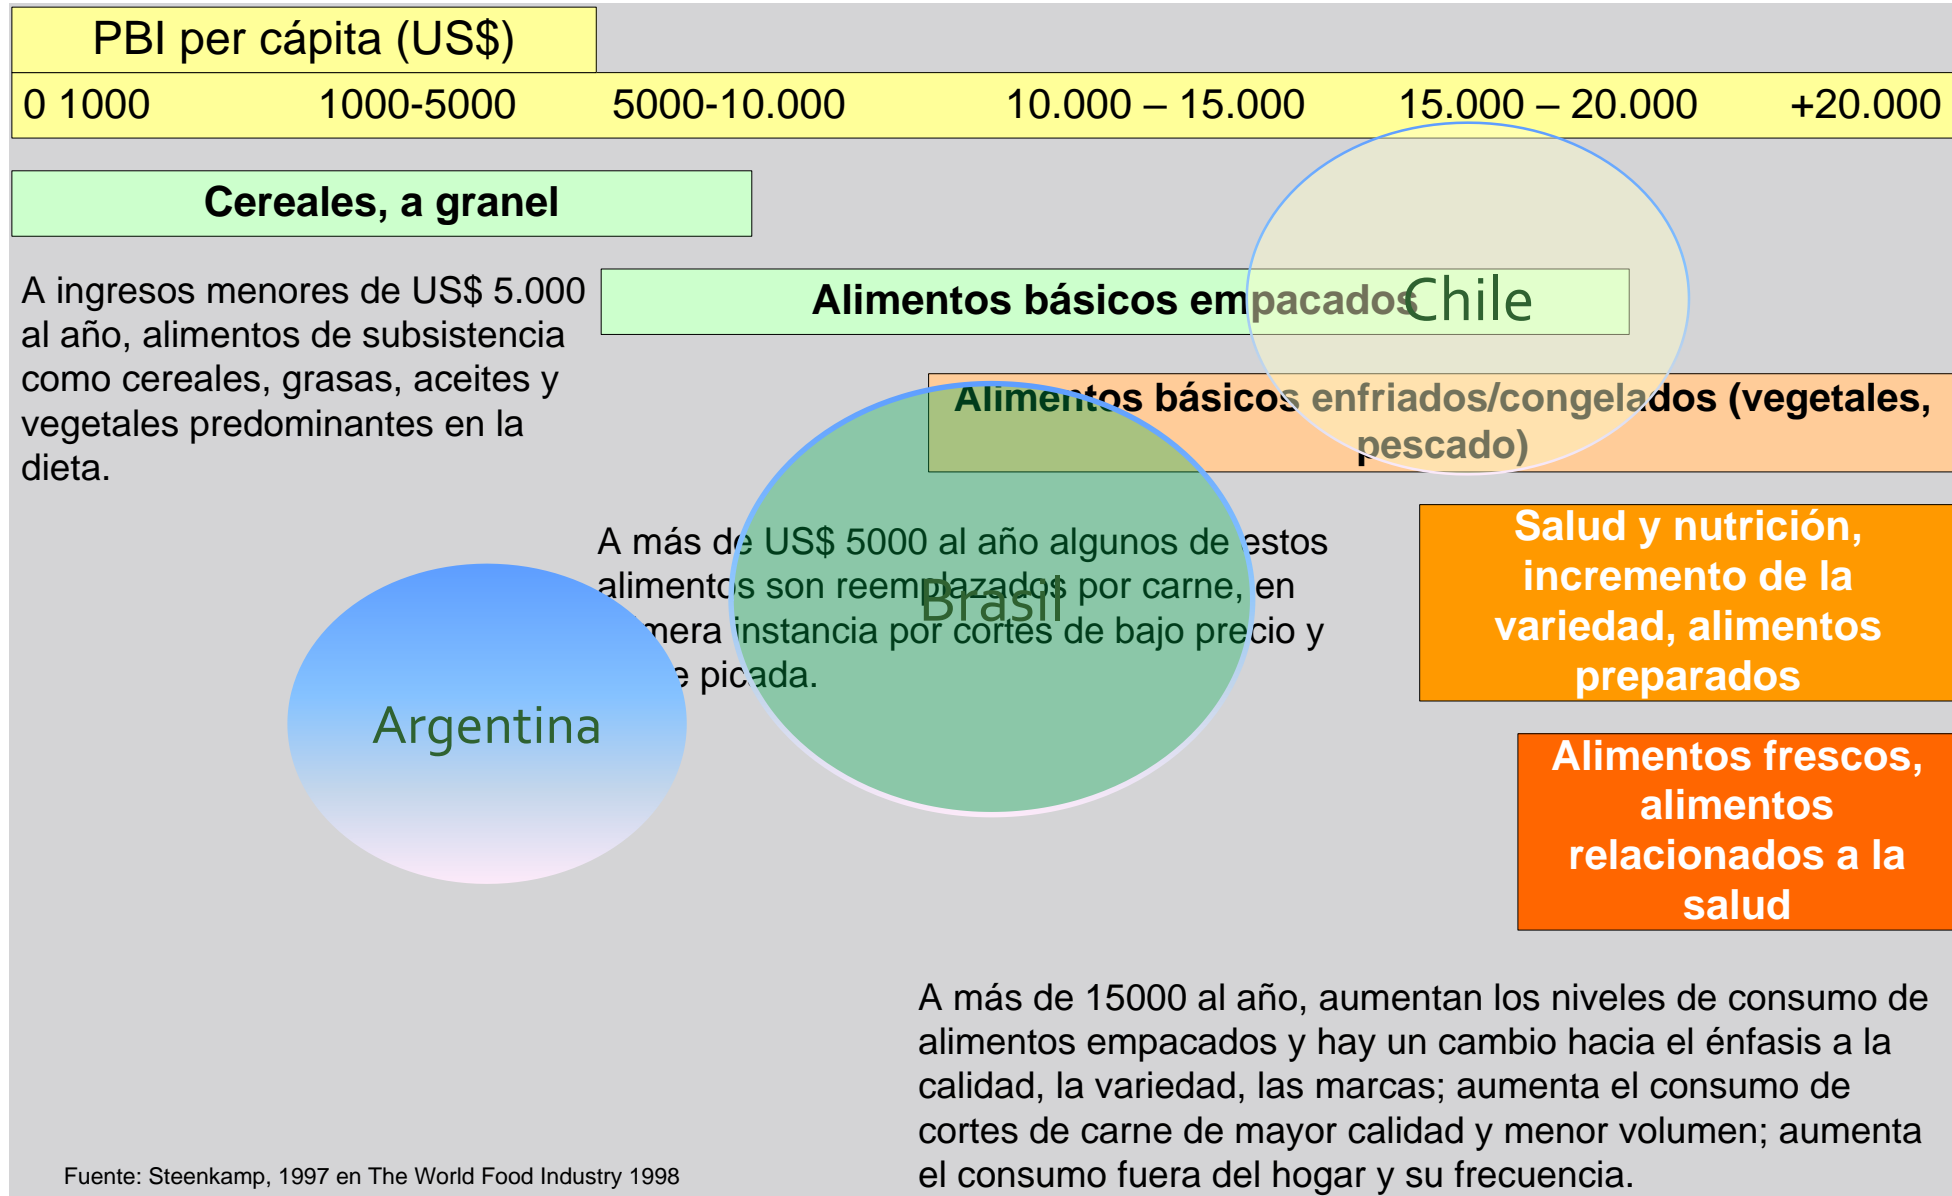 PBI per cápita (US$)
0 1000 1000-5000 5000-10.000 10.000 – 15.000 15.000 – 20.000 +20.000
Cereales, a granel
A ingresos menores de US$ 5.000
al año, alimentos de subsistencia
como cereales, grasas, aceites y
vegetales predominantes en la
dieta.
Alimentos básicos empacados
Chile
Alimentos básicos enfriados/congelados (vegetales,
pescado)
A más de US$ 5000 al año algunos de estos
alimentos son reemplazados por carne, en
instancia por cortes de bajo precio y
picada.
Brasil
Argentina
Salud y nutrición,
incremento de la
variedad, alimentos
preparados
Alimentos frescos,
alimentos
relacionados a la
salud
A más de 15000 al año, aumentan los niveles de consumo de
alimentos empacados y hay un cambio hacia el énfasis a la
calidad, la variedad, las marcas; aumenta el consumo de
cortes de carne de mayor calidad y menor volumen; aumenta
el consumo fuera del hogar y su frecuencia.
Fuente: Steenkamp, 1997 en The World Food Industry 1998